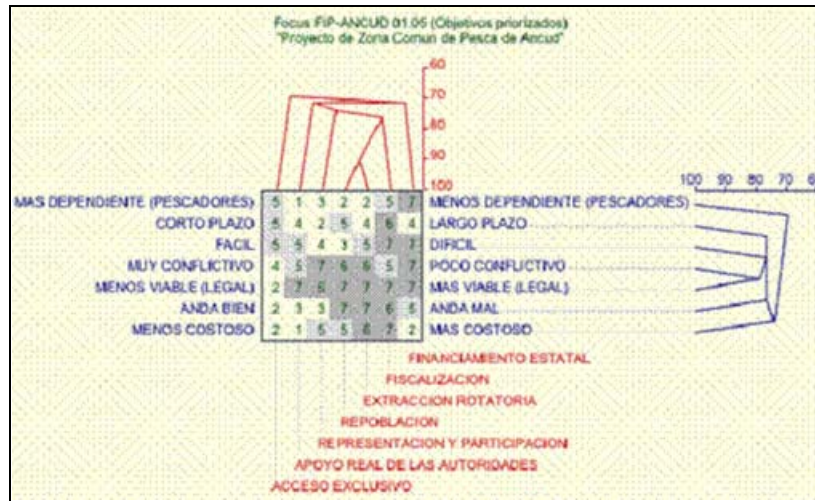 Focus FIP-ANCUD 01.05 (Objetivos priorizados)
"Proyecto de Zona Comun de Pesca de Ancud"
60
70
80
90
100
100 90 80 70 60
MAS DEPENDIENTE (PESCADORES) 5 1 3 2 2 5 7 MENOS DEPENDIENTE (PESCADORES)
CORTO PLAZO 5 4 2 5 4 6 4 LARGO PLAZO
FACIL 5 5 4 3 5 7 7 DIFICIL
MUY CONFLICTIVO 4 5 7 6 6 5 7 POCO CONFLICTIVO
MENOS VIABLE (LEGAL) 2 7 6 7 7 7 7 MAS VIABLE (LEGAL)
ANDA BIEN 2 3 3 7 7 6 5 ANDA MAL
MENOS COSTOSO 2 1 5 5 6 7 2 MAS COSTOSO
FINANCIAMIENTO ESTATAL
FISCALIZACION
EXTRACCION ROTATORIA
REPOBLACION
REPRESENTACION Y PARTICIPACION
APOYO REAL DE LAS AUTORIDADES
ACCESO EXCLUSIVO